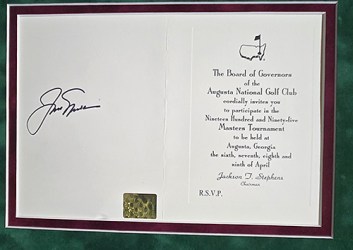 The Board of Governors
of the
Augusta National Golf Club
cordially invites you
to participate in the
Nineteen Hundred and Ninety-five
Masters Tournament
to be held at
Augusta, Georgia
the sixth, seventh, eighth and
ninth of April
Jackson T. Stephens
Chairman
R.S.V.P.